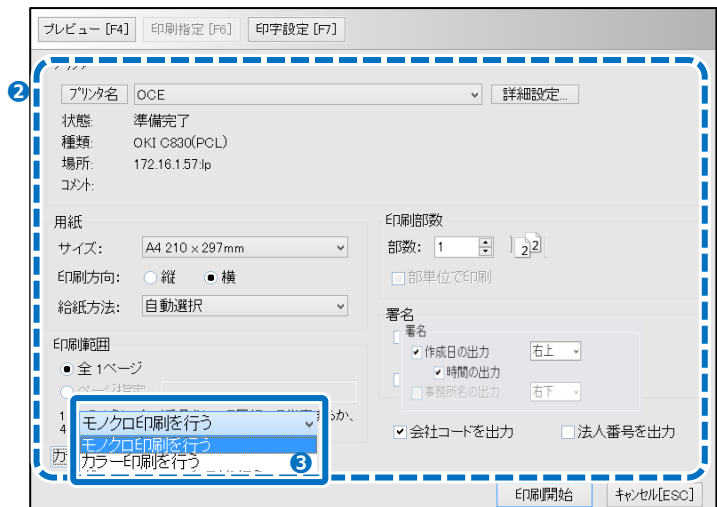 プレビュー [F4] 印刷指定 [F6] 印字設定 [F7]
❷
プリンタ名 OCE 詳細設定...
状態: 準備完了
種類: OKI C830(PCL)
場所: 172.16.1.57:lp
コメント:
用紙
サイズ: A4 210 x 297mm
印刷方向: 縦 横
給紙方法: 自動選択
印刷部数
部数: 1 22
部単位で印刷
署名
署名
作成日の出力 右上
時間の出力
事務所名の出力 右下
会社コードを出力 法人番号を出力
印刷範囲
全 1ページ
ページ指定
モノクロ印刷を行う
モノクロ印刷を行う
カラー印刷を行う
❸
印刷開始 キャンセル[ESC]